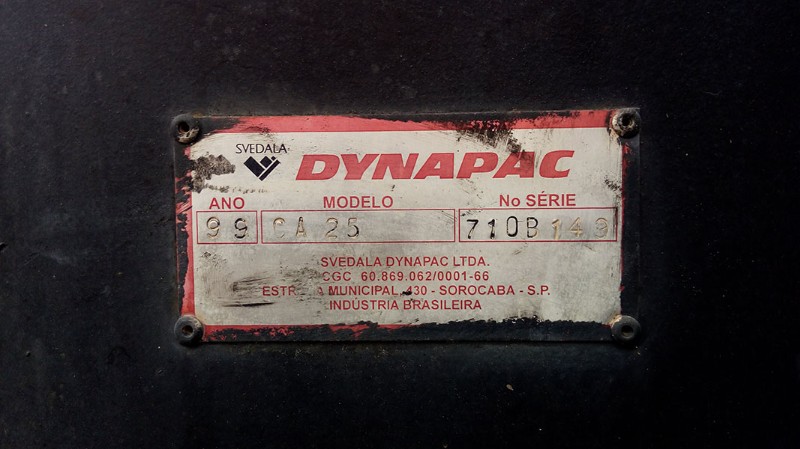 SVEDALA
DYNAPAC
ANO MODELO No SÉRIE
99 CA 25 710B149
SVEDALA DYNAPAC LTDA.
CGC 60.869.062/0001-66
MUNICIPAL, 430 - SOROCABA - S.P.
INDÚSTRIA BRASILEIRA